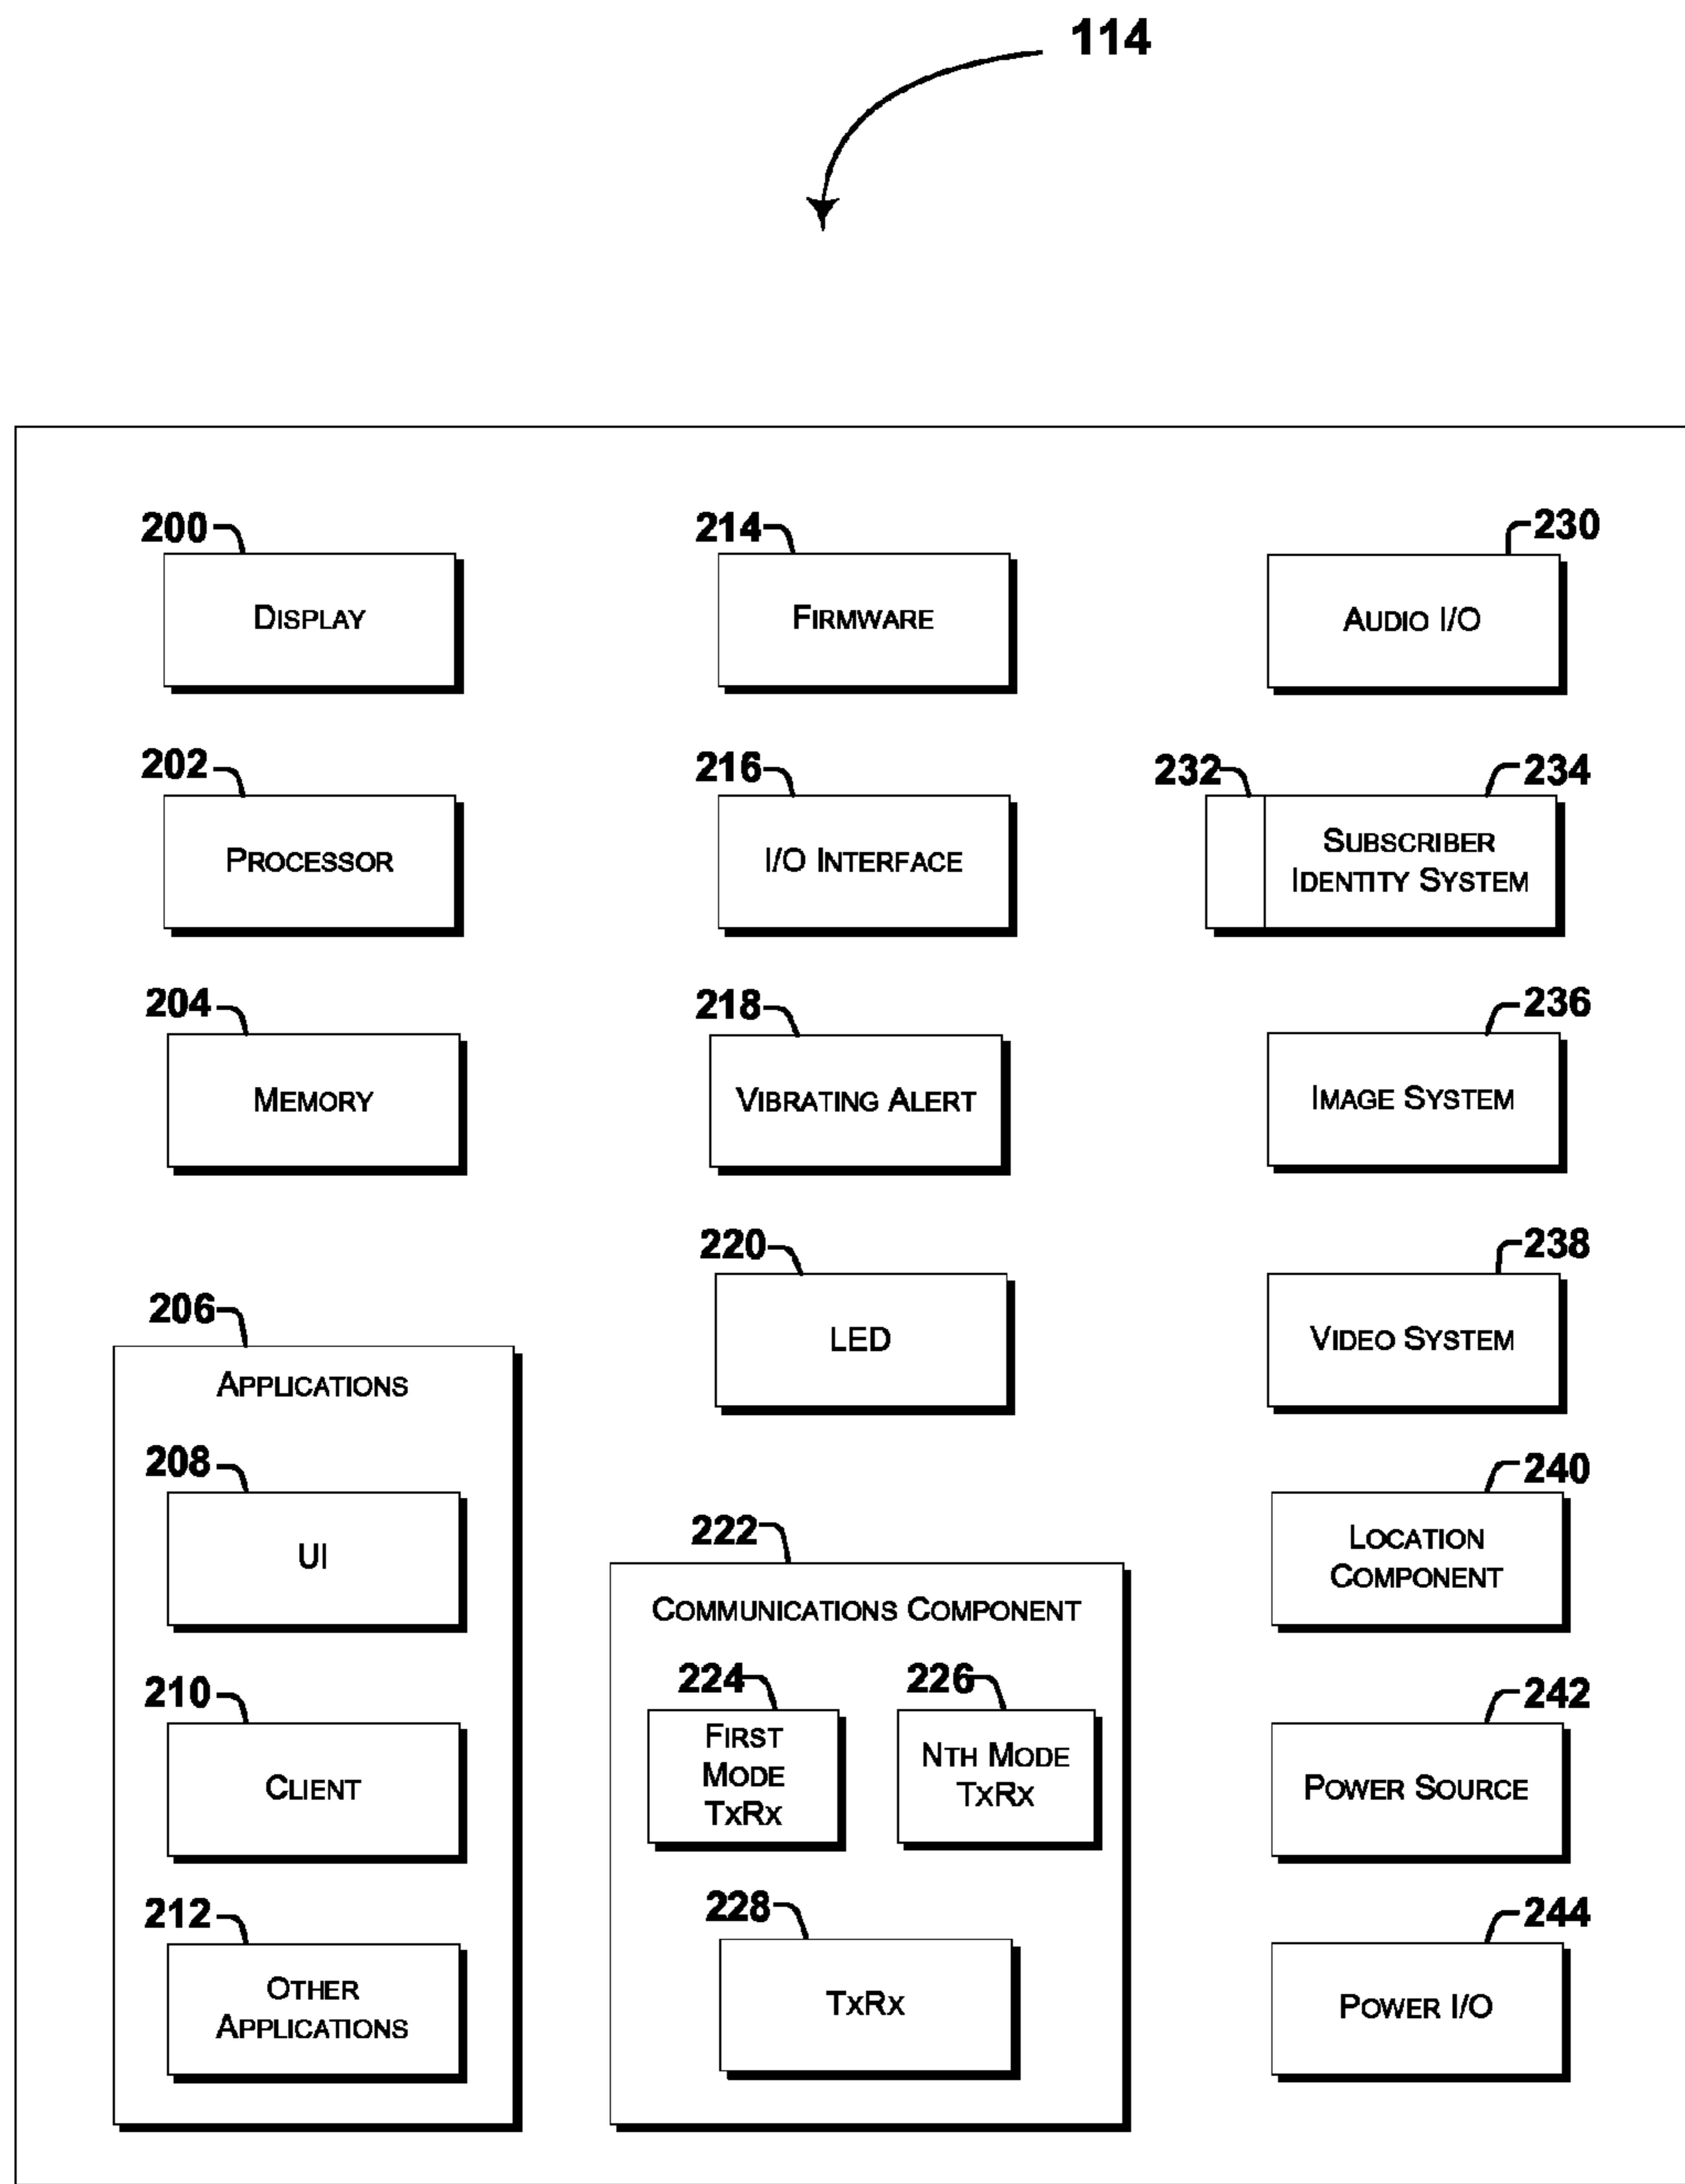 114
200
DISPLAY
214
FIRMWARE
230
AUDIO I/O
202
PROCESSOR
216
I/O INTERFACE
232
234
SUBSCRIBER
IDENTITY SYSTEM
204
MEMORY
218
VIBRATING ALERT
236
IMAGE SYSTEM
220
LED
238
VIDEO SYSTEM
206
APPLICATIONS
208
UI
210
CLIENT
212
OTHER
APPLICATIONS
222
COMMUNICATIONS COMPONENT
224
FIRST
MODE
TXRX
226
NTH MODE
TXRX
228
TXRX
240
LOCATION
COMPONENT
242
POWER SOURCE
244
POWER I/O